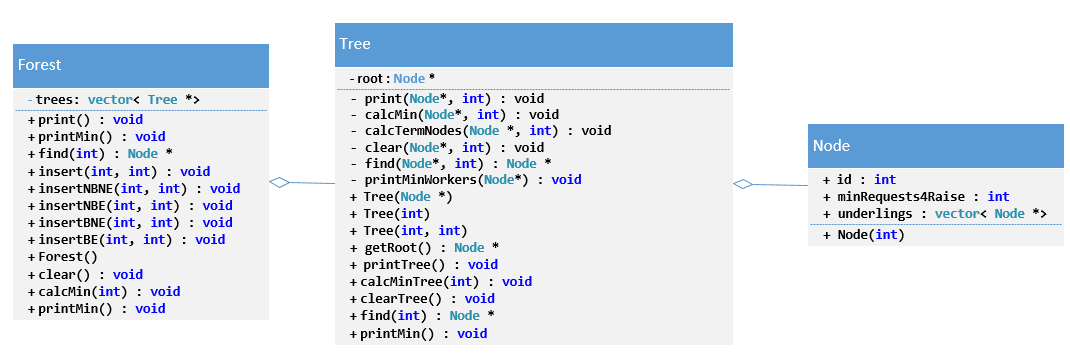 Forest
- trees: vector< Tree *>
+ print() : void
+ printMin() : void
+ find(int) : Node *
+ insert(int, int) : void
+ insertNBNE(int, int) : void
+ insertNBE(int, int) : void
+ insertBNE(int, int) : void
+ insertBE(int, int) : void
+ Forest()
+ clear() : void
+ calcMin(int) : void
+ printMin() : void
Tree
- root : Node *
- print(Node*, int) : void
- calcMin(Node*, int) : void
- calcTermNodes(Node *, int) : void
- clear(Node*, int) : void
- find(Node*, int) : Node *
- printMinWorkers(Node*) : void
+ Tree(Node *)
+ Tree(int)
+ Tree(int, int)
+ getRoot() : Node *
+ printTree() : void
+ calcMinTree(int) : void
+ clearTree() : void
+ find(int) : Node *
+ printMin() : void
Node
+ id : int
+ minRequests4Raise : int
+ underlings : vector< Node *>
+ Node(int)